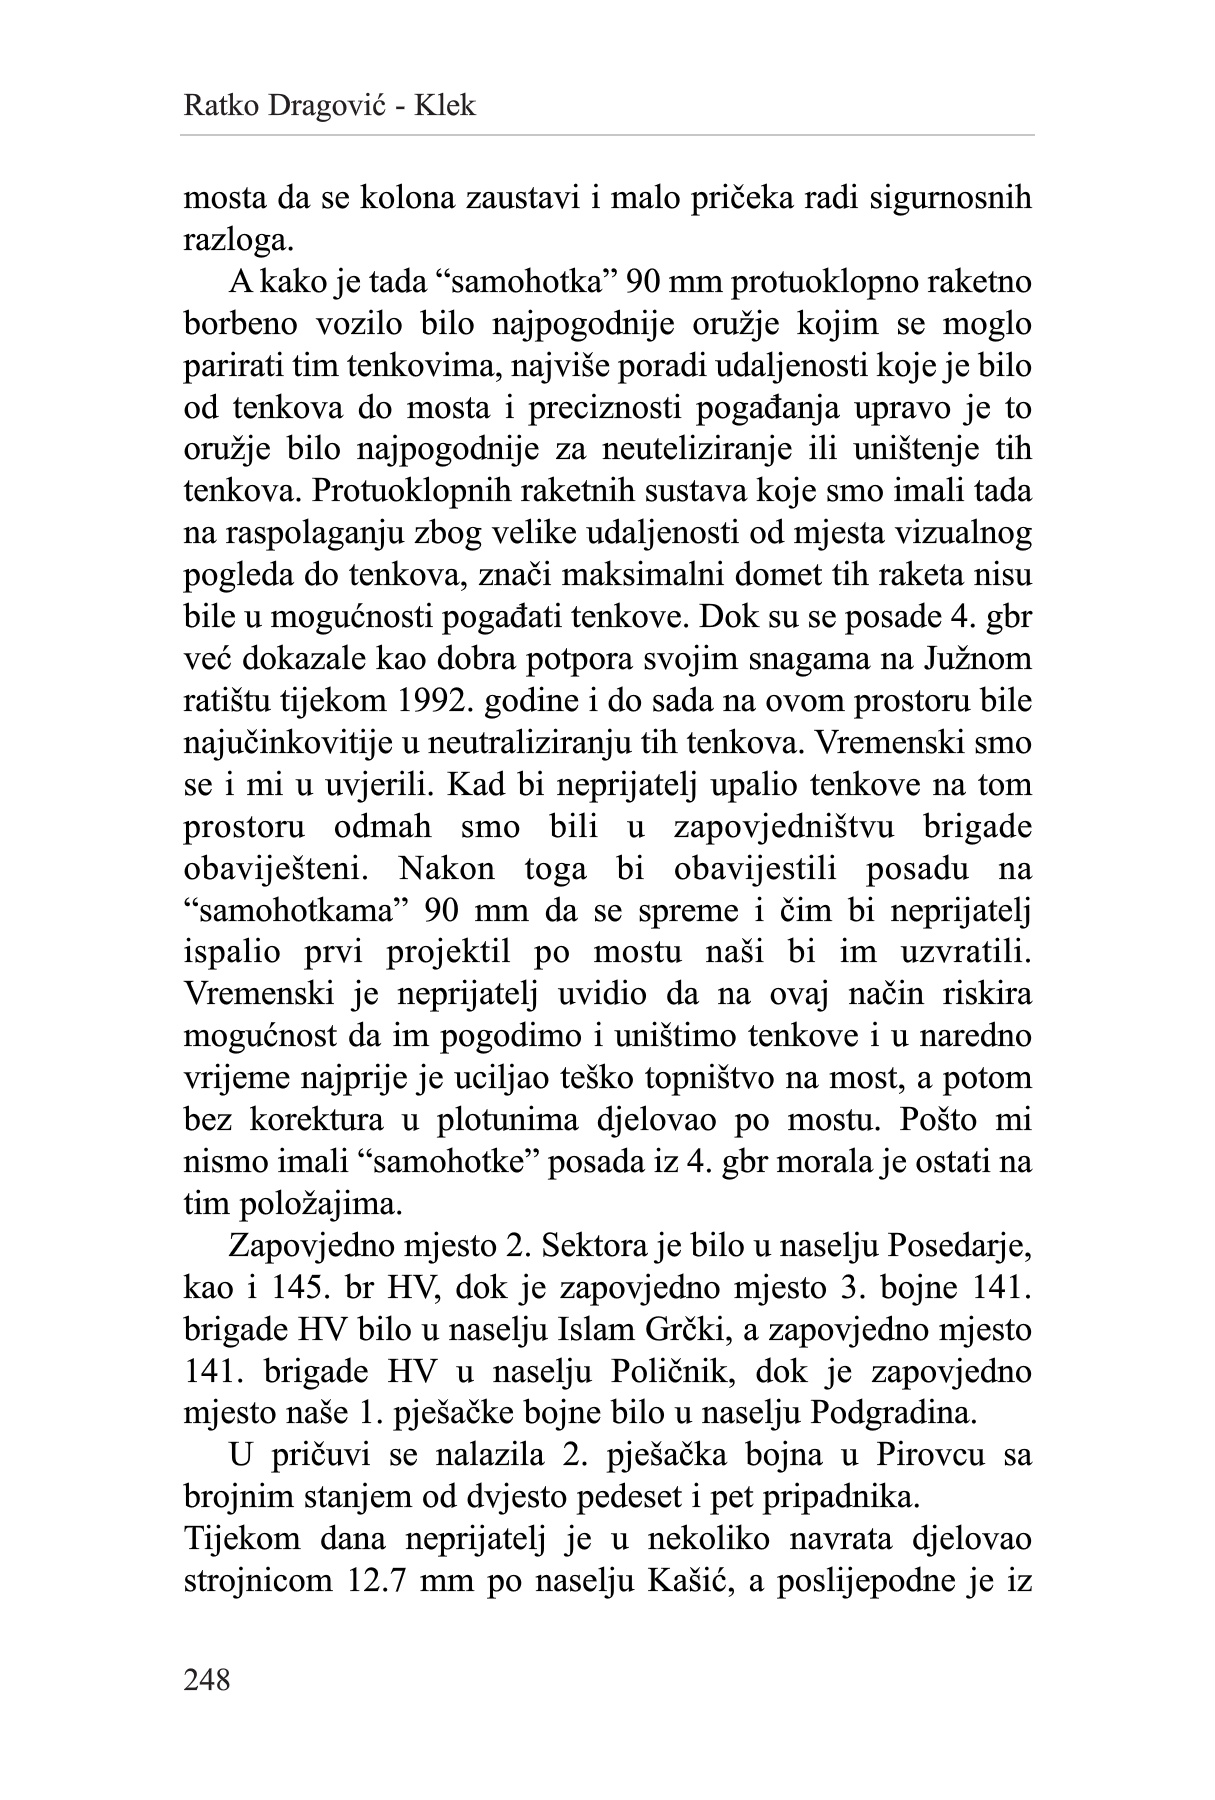 Ratko Dragović - Klek
mosta da se kolona zaustavi i malo pričeka radi sigurnosnih
razloga.
A kako je tada “samohotka” 90 mm protuoklopno raketno
borbeno vozilo bilo najpogodnije oružje kojim se moglo
parirati tim tenkovima, najviše poradi udaljenosti koje je bilo
od tenkova do mosta i preciznosti pogađanja upravo je to
oružje bilo najpogodnije za neuteliziranje ili uništenje tih
tenkova. Protuoklopnih raketnih sustava koje smo imali tada
na raspolaganju zbog velike udaljenosti od mjesta vizualnog
pogleda do tenkova, znači maksimalni domet tih raketa nisu
bile u mogućnosti pogađati tenkove. Dok su se posade 4. gbr
već dokazale kao dobra potpora svojim snagama na Južnom
ratištu tijekom 1992. godine i do sada na ovom prostoru bile
najučinkovitije u neutraliziranju tih tenkova. Vremenski smo
se i mi u uvjerili. Kad bi neprijatelj upalio tenkove na tom
prostoru odmah smo bili u zapovjedništvu brigade
obaviješteni. Nakon toga bi obavijestili posadu na
“samohotkama” 90 mm da se spreme i čim bi neprijatelj
ispalio prvi projektil po mostu naši bi im uzvratili.
Vremenski je neprijatelj uvidio da na ovaj način riskira
mogućnost da im pogodimo i uništimo tenkove i u naredno
vrijeme najprije je uciljao teško topništvo na most, a potom
bez korektura u plotunima djelovao po mostu. Pošto mi
nismo imali “samohotke” posada iz 4. gbr morala je ostati na
tim položajima.
Zapovjedno mjesto 2. Sektora je bilo u naselju Posedarje,
kao i 145. br HV, dok je zapovjedno mjesto 3. bojne 141.
brigade HV bilo u naselju Islam Grčki, a zapovjedno mjesto
141. brigade HV u naselju Poličnik, dok je zapovjedno
mjesto naše 1. pješačke bojne bilo u naselju Podgradina.
U pričuvi se nalazila 2. pješačka bojna u Pirovcu sa
brojnim stanjem od dvjesto pedeset i pet pripadnika.
Tijekom dana neprijatelj je u nekoliko navrata djelovao
strojnicom 12.7 mm po naselju Kašić, a poslijepodne je iz
248